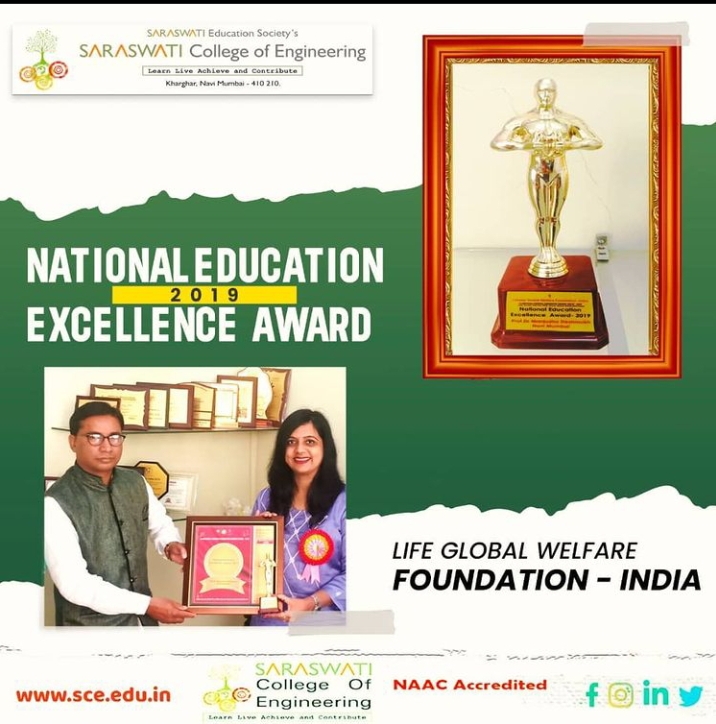 SARASWATI Education Society's
SARASWATI College of Engineering
Learn Live Achieve and Contribute
Kharghar, Navi Mumbai - 410 210.
NATIONAL EDUCATION
2019
EXCELLENCE AWARD
National Education
Excellence Award- 2019
Navi Mumbai
LIFE GLOBAL WELFARE
FOUNDATION - INDIA
www.sce.edu.in
SARASWATI
College Of
Engineering
Learn Live Achieve and Contribute
NAAC Accredited